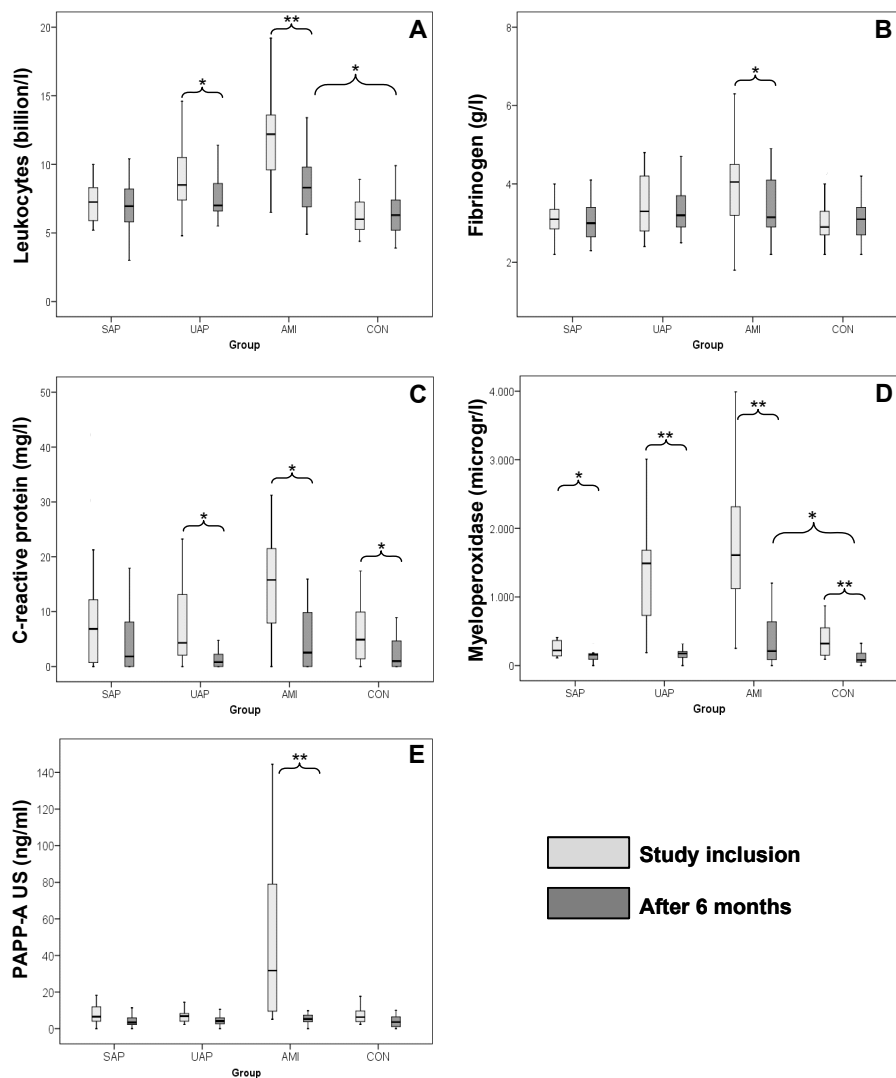 A
Leukocytes (billion/l)
20
15
10
5
0
*
**
*
SAP UAP AMI CON
Group
B
Fibrinogen (g/l)
8
6
4
2
*
SAP UAP AMI CON
Group
C
C-reactive protein (mg/l)
50
40
30
20
10
0
*
*
*
SAP UAP AMI CON
Group
D
Myeloperoxidase (microgr/l)
4.000
3.000
2.000
1.000
0
*
**
**
*
**
SAP UAP AMI CON
Group
E
PAPP-A US (ng/ml)
140
120
100
80
60
40
20
0
**
SAP UAP AMI CON
Group
Study inclusion
After 6 months